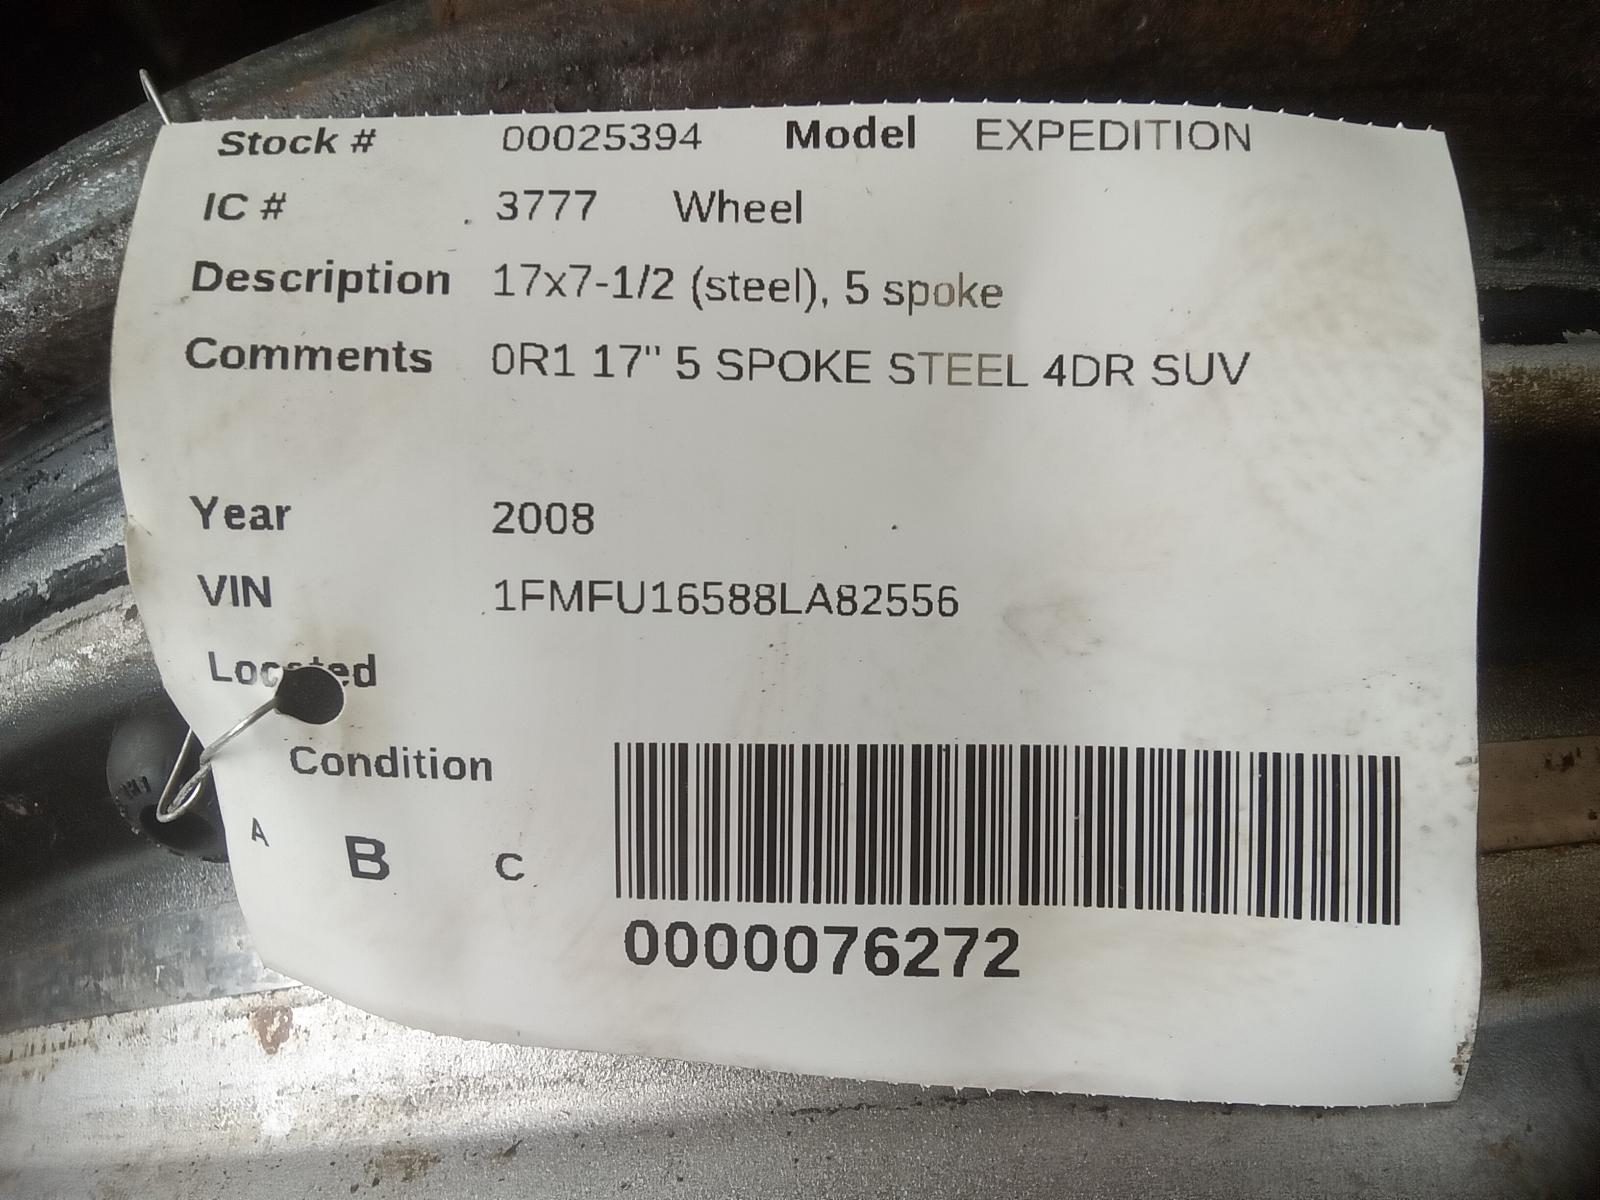 Stock # 00025394 Model EXPEDITION
IC # 3777 Wheel
Description 17x7-1/2 (steel), 5 spoke
Comments 0R1 17" 5 SPOKE STEEL 4DR SUV
Year 2008
VIN 1FMFU16588LA82556
Located
Condition
A B C
0000076272